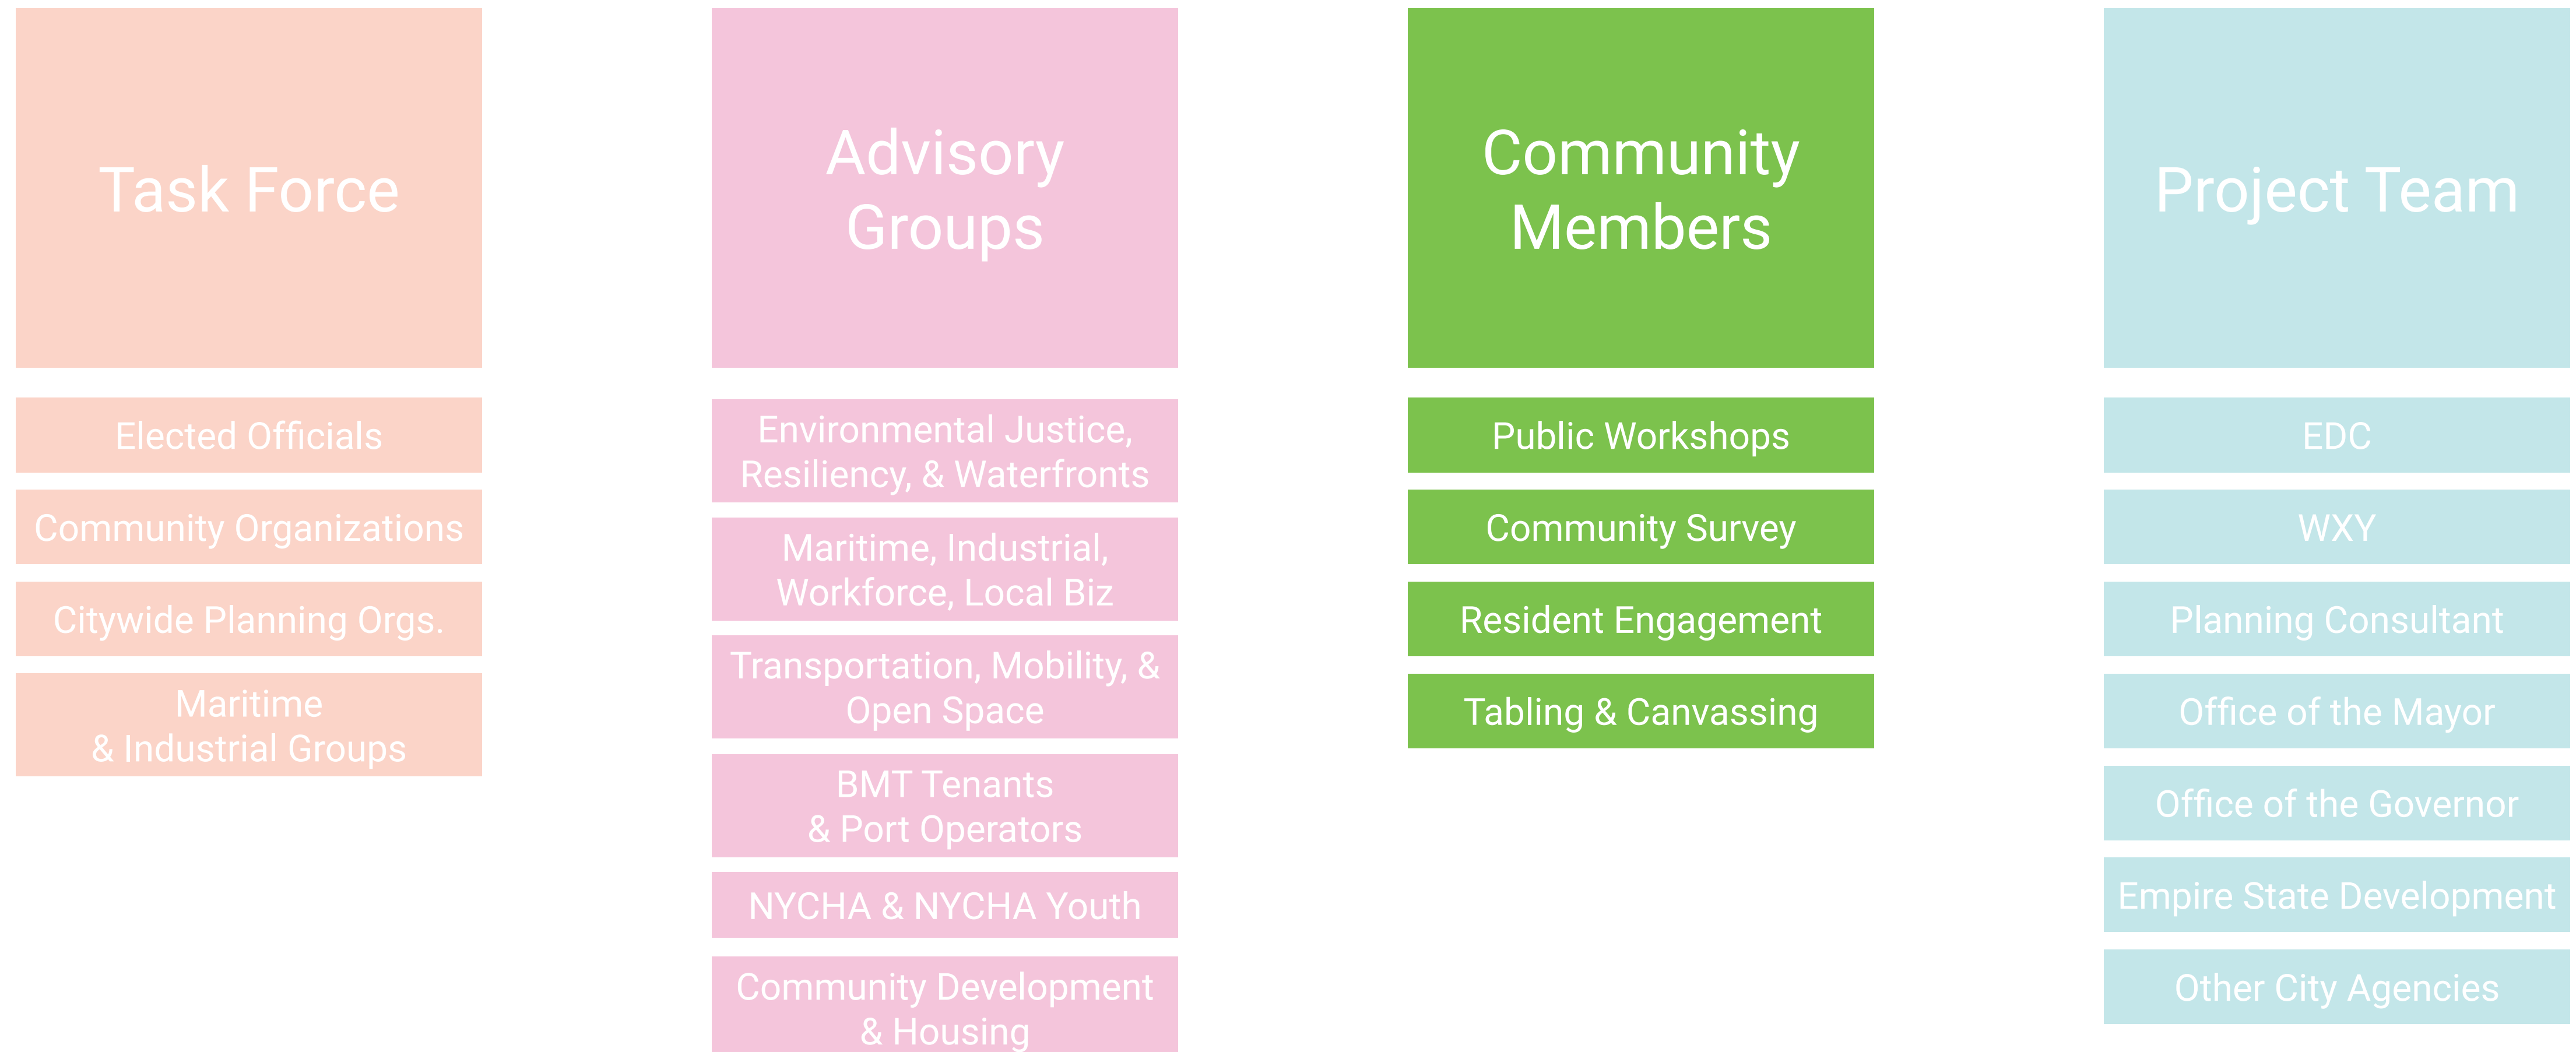 Task Force
Elected Officials
Community Organizations
Citywide Planning Orgs.
Maritime
& Industrial Groups
Advisory
Groups
Environmental Justice,
Resiliency, & Waterfronts
Maritime, Industrial,
Workforce, Local Biz
Transportation, Mobility, &
Open Space
BMT Tenants
& Port Operators
NYCHA & NYCHA Youth
Community Development
& Housing
Community
Members
Public Workshops
Community Survey
Resident Engagement
Tabling & Canvassing
Project Team
EDC
WXY
Planning Consultant
Office of the Mayor
Office of the Governor
Empire State Development
Other City Agencies